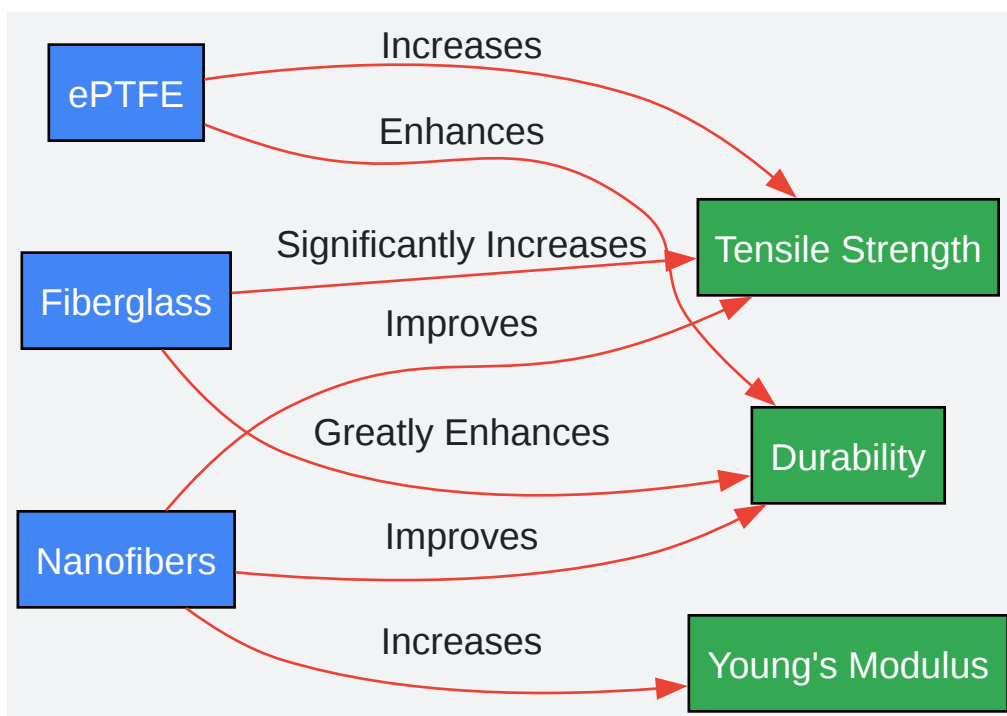 Increases
ePTFE
Enhances
Significantly Increases
Tensile Strength
Fiberglass
Improves
Greatly Enhances
Durability
Improves
Nanofibers
Increases
Young's Modulus